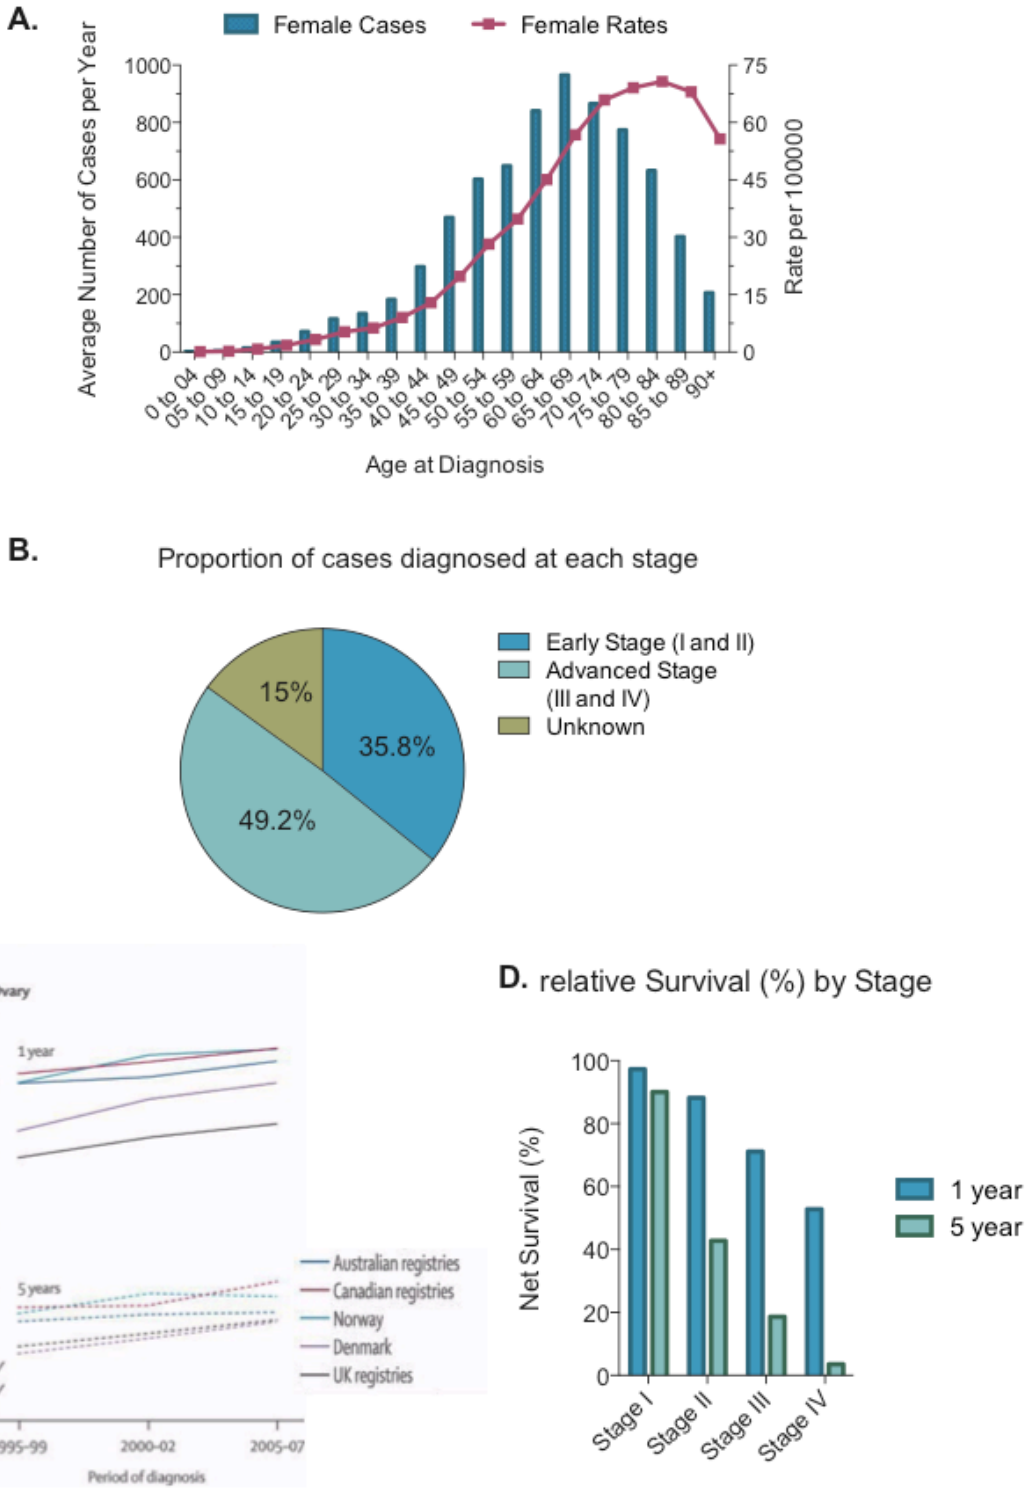 A.
Female Cases
Female Rates
Average Number of Cases per Year
1000
800
600
400
200
0
75
60
45
30
15
0
Rate per 100000
0 to 04
05 to 09
10 to 14
15 to 19
20 to 24
25 to 29
30 to 34
35 to 39
40 to 44
45 to 49
50 to 54
55 to 59
60 to 64
65 to 69
70 to 74
75 to 79
80 to 84
85 to 89
90+
Age at Diagnosis
B.
Proportion of cases diagnosed at each stage
15%
35.8%
49.2%
Early Stage (I and II)
Advanced Stage
(III and IV)
Unknown
vary
1 year
5 years
Australian registries
Canadian registries
Norway
Denmark
UK registries
995-99
2000-02
2005-07
Period of diagnosis
D. relative Survival (%) by Stage
Net Survival (%)
100
80
60
40
20
0
Stage I
Stage II
Stage III
Stage IV
1 year
5 year